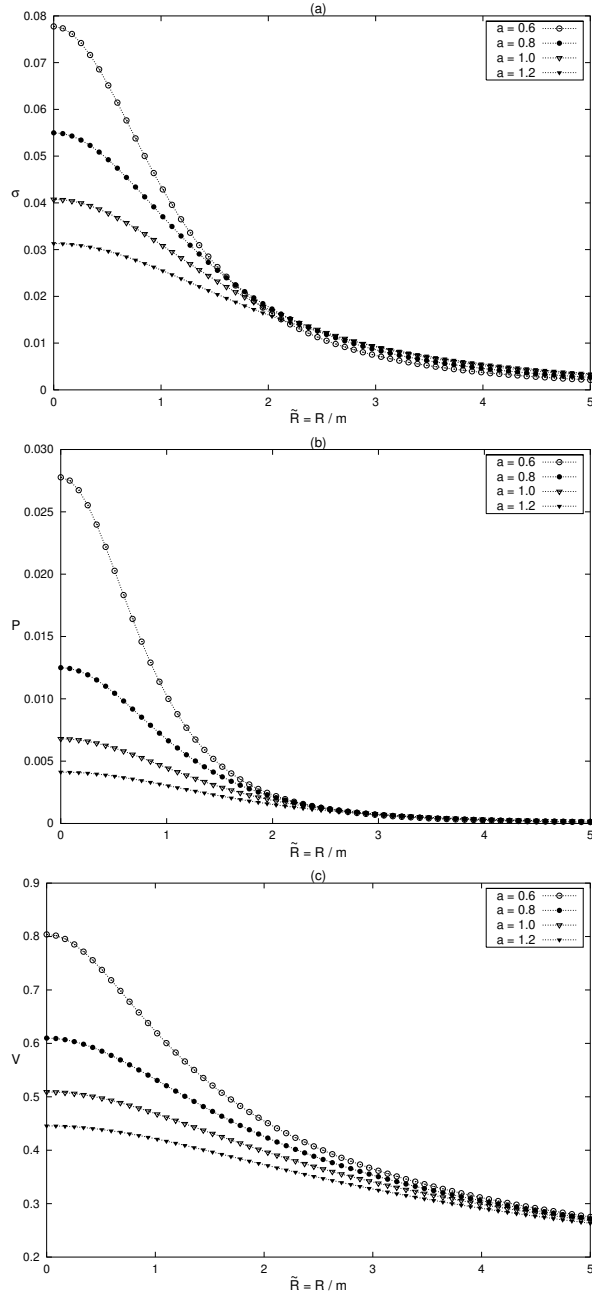 (a)
a = 0.6
a = 0.8
a = 1.0
a = 1.2
0.08
0.07
0.06
0.05
σ
0.04
0.03
0.02
0.01
0
0 1 2 3 4 5
R̃ = R / m
(b)
a = 0.6
a = 0.8
a = 1.0
a = 1.2
0.030
0.025
0.020
0.015
P
0.010
0.005
0
0 1 2 3 4 5
R̃ = R / m
(c)
a = 0.6
a = 0.8
a = 1.0
a = 1.2
0.9
0.8
0.7
0.6
V
0.5
0.4
0.3
0.2
0 1 2 3 4 5
R̃ = R / m